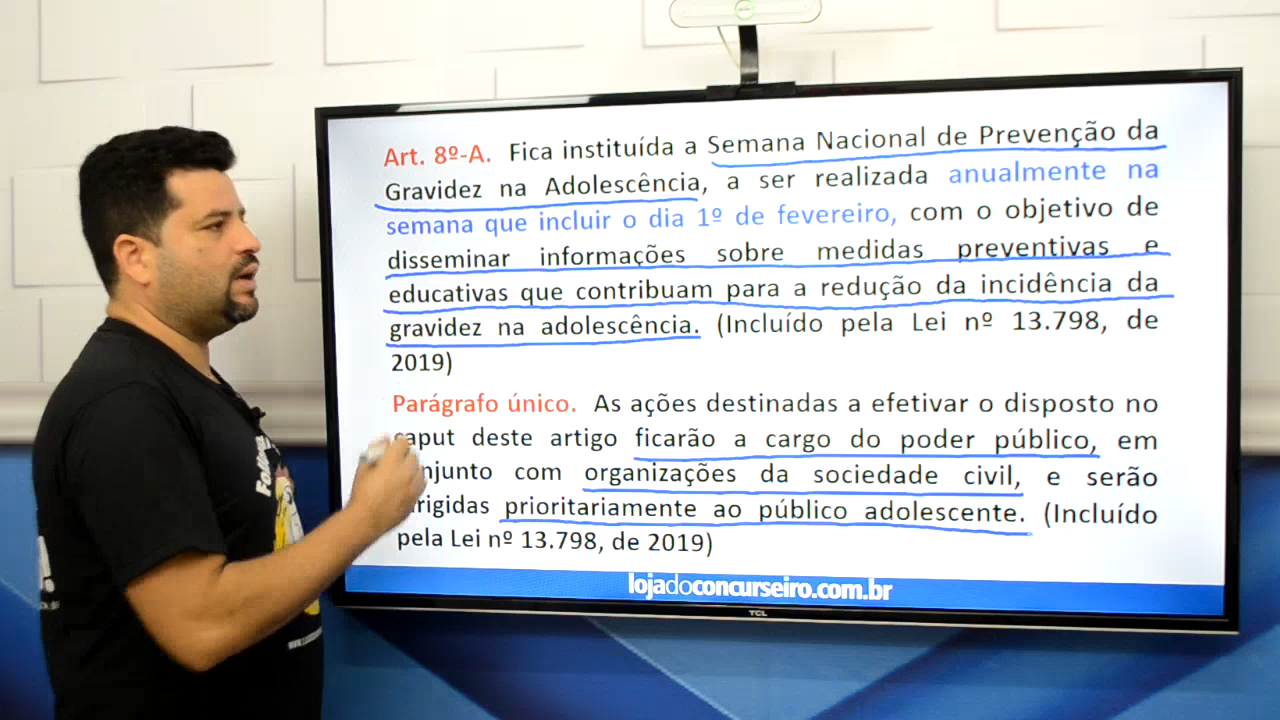 Art. 8º-A. Fica instituída a Semana Nacional de Prevenção da
Gravidez na Adolescência, a ser realizada anualmente na
semana que incluir o dia 1º de fevereiro, com o objetivo de
disseminar informações sobre medidas preventivas e
educativas que contribuam para a redução da incidência da
gravidez na adolescência. (Incluído pela Lei nº 13.798, de
2019)
Parágrafo único. As ações destinadas a efetivar o disposto no
caput deste artigo ficarão a cargo do poder público, em
njunto com organizações da sociedade civil, e serão
rigidas prioritariamente ao público adolescente. (Incluído
pela Lei nº 13.798, de 2019)
lojadoconcurseiro.com.br
TCL